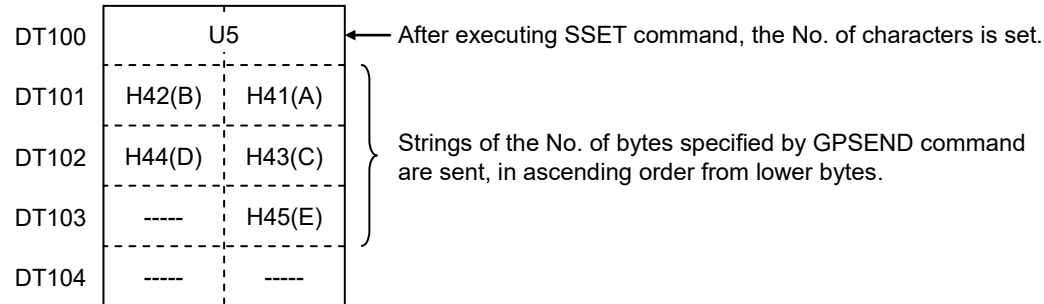 DT100 U5 After executing SSET command, the No. of characters is set.
DT101 H42(B) H41(A)
Strings of the No. of bytes specified by GPSEND command
DT102 H44(D) H43(C)
are sent, in ascending order from lower bytes.
DT103 ----- H45(E)
DT104 ----- -----